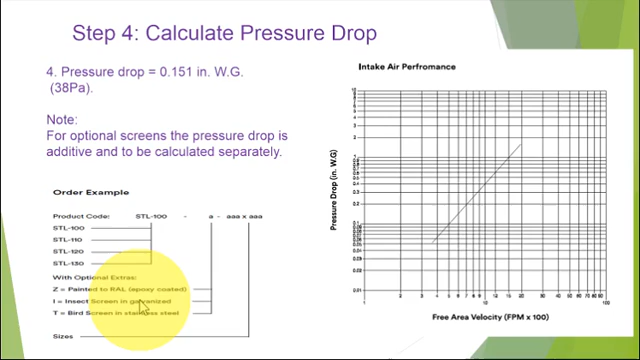 Step 4: Calculate Pressure Drop
4. Pressure drop = 0.151 in. W.G.
(38Pa).
Note:
For optional screens the pressure drop is
additive and to be calculated separately.
Order Example
Product Code: STL-100 - a - aaa x aaa
STL-100
STL-110
STL-120
STL-130
With Optional Extras:
Z = Painted to RAL (epoxy coated)
I = Insect Screen in galvanized
T = Bird Screen in stainless steel
Sizes
Intake Air Perfromance
Pressure Drop (in. W.G)
Free Area Velocity (FPM x 100)